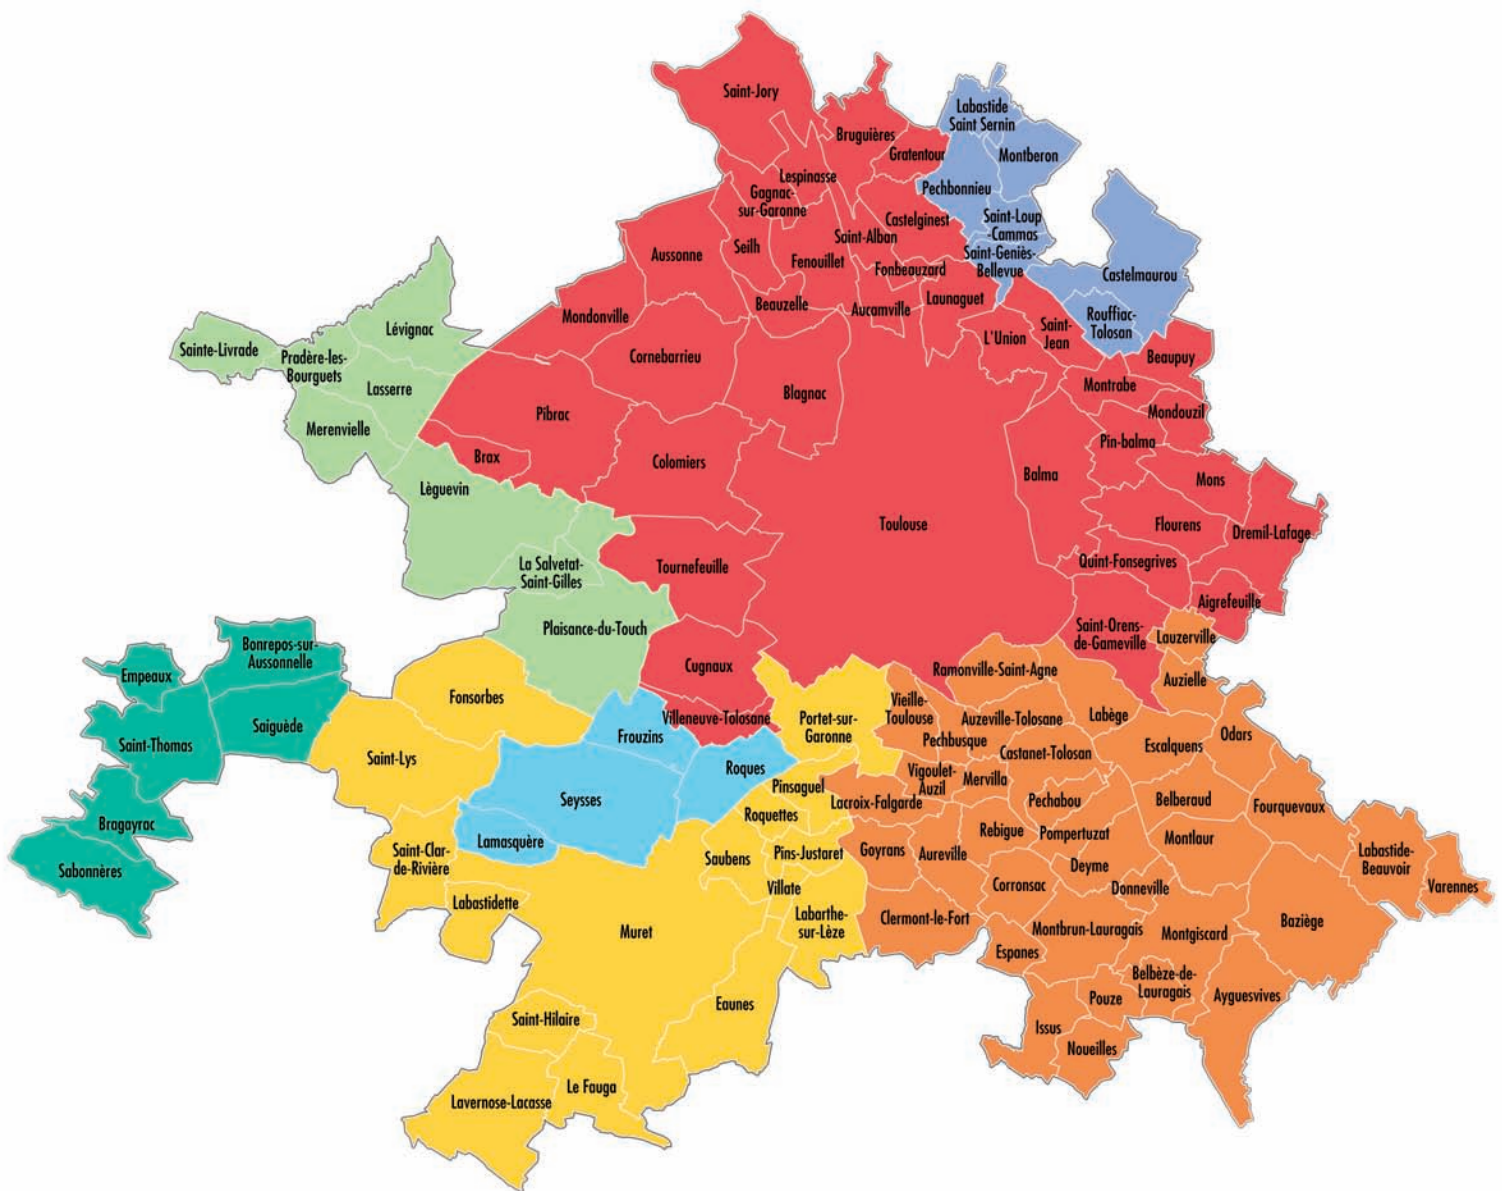 Saint-Jory
Bruguières
Gratentour
Labastide
Saint Sernin
Montberon
Lespinasse
Gagnac-
sur-Garonne
Pechbonnieu
Castelginest
Saint-Loup
-Cammas
Aussonne
Seilh
Saint-Alban
Fenouillet
Fonbeauzard
Saint-Geniès-
Bellevue
Castelmaurou
Mondonville
Beauzelle
Aucamville
Launaguet
L'Union
Saint-
Jean
Rouffiac-
Tolosan
Beaupuy
Lévignac
Sainte-Livrade
Pradère-les-
Bourguets
Lasserre
Merenvielle
Cornebarrieu
Blagnac
Pibrac
Montrabe
Mondouzil
Pin-balma
Brax
Colomiers
Balma
Mons
Lèguevin
Toulouse
Flourens
Dremil-Lafage
La Salvetat-
Saint-Gilles
Tournefeuille
Quint-Fonsegrives
Aigrefeuille
Plaisance-du-Touch
Saint-Orens-
de-Gameville
Lauzerville
Bonrepos-sur-
Aussonnelle
Empeaux
Cugnaux
Ramonville-Saint-Agne
Auzielle
Fonsorbes
Saiguède
Saint-Thomas
Villeneuve-Tolosane
Frouzins
Portet-sur-
Garonne
Vieille-
Toulouse
Auzeville-Tolosane
Labège
Pechbusque
Castanet-Tolosan
Escalquens
Odars
Saint-Lys
Roques
Seysses
Pinsaguel
Vigoulet-
Auzil
Mervilla
Lacroix-Falgarde
Pechabou
Belberaud
Fourquevaux
Bragayrac
Roquettes
Lamasquère
Rebigue
Pompertuzat
Montlaur
Sabonnères
Saint-Clar-
de-Rivière
Saubens
Pins-Justaret
Goyrans
Aureville
Deyme
Labastide-
Beauvoir
Varennes
Labastidette
Villate
Corronsac
Donneville
Muret
Labarthe-
sur-Lèze
Clermont-le-Fort
Montbrun-Lauragais
Montgiscard
Baziège
Espanes
Eaunes
Belbèze-de-
Lauragais
Pouze
Ayguesvives
Saint-Hilaire
Issus
Noueilles
Le Fauga
Lavernose-Lacasse